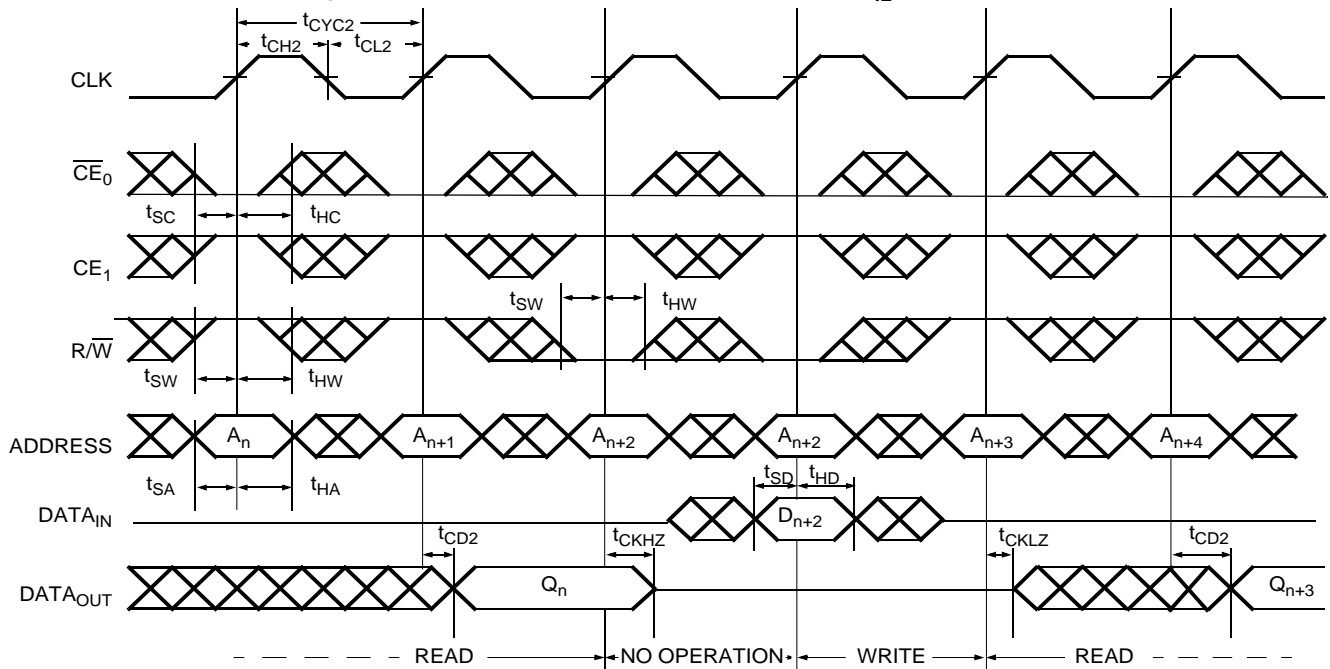 tCYC2
tCH2 tCL2
CLK
CE0
tSC tHC
CE1
tSW tHW
R/W
tSW tHW
ADDRESS An An+1 An+2 An+2 An+3 An+4
tSA tHA tSD tHD
DATAIN Dn+2
tCD2 tCKHZ tCKLZ tCD2
DATAOUT Qn Qn+3
READ NO OPERATION WRITE READ